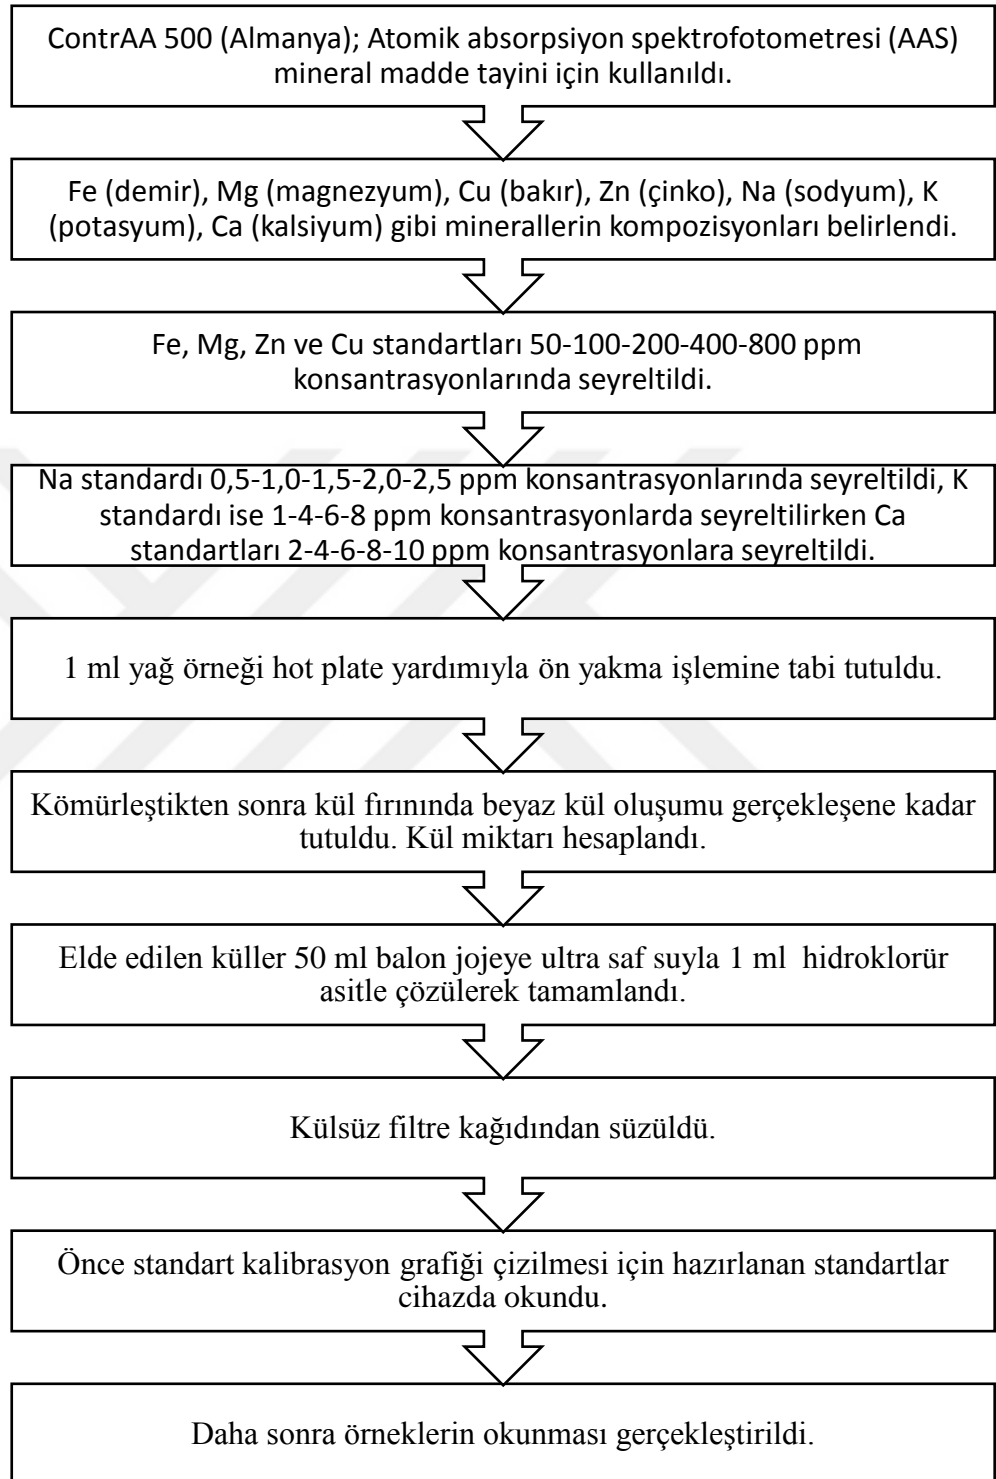 ContrAA 500 (Almanya); Atomik absorpsiyon spektrofotometresi (AAS)
mineral madde tayini için kullanıldı.
Fe (demir), Mg (magnezyum), Cu (bakır), Zn (çinko), Na (sodyum), K
(potasyum), Ca (kalsiyum) gibi minerallerin kompozisyonları belirlendi.
Fe, Mg, Zn ve Cu standartları 50-100-200-400-800 ppm
konsantrasyonlarında seyreltildi.
Na standardı 0,5-1,0-1,5-2,0-2,5 ppm konsantrasyonlarında seyreltildi, K
standardı ise 1-4-6-8 ppm konsantrasyonlarda seyreltilirken Ca
standartları 2-4-6-8-10 ppm konsantrasyonlara seyreltildi.
1 ml yağ örneği hot plate yardımıyla ön yakma işlemine tabi tutuldu.
Kömürleştikten sonra kül fırınında beyaz kül oluşumu gerçekleşene kadar
tutuldu. Kül miktarı hesaplandı.
Elde edilen küller 50 ml balon jojeye ultra saf suyla 1 ml hidroklorür
asitle çözülerek tamamlandı.
Külsüz filtre kağıdından süzüldü.
Önce standart kalibrasyon grafiği çizilmesi için hazırlanan standartlar
cihazda okundu.
Daha sonra örneklerin okunması gerçekleştirildi.